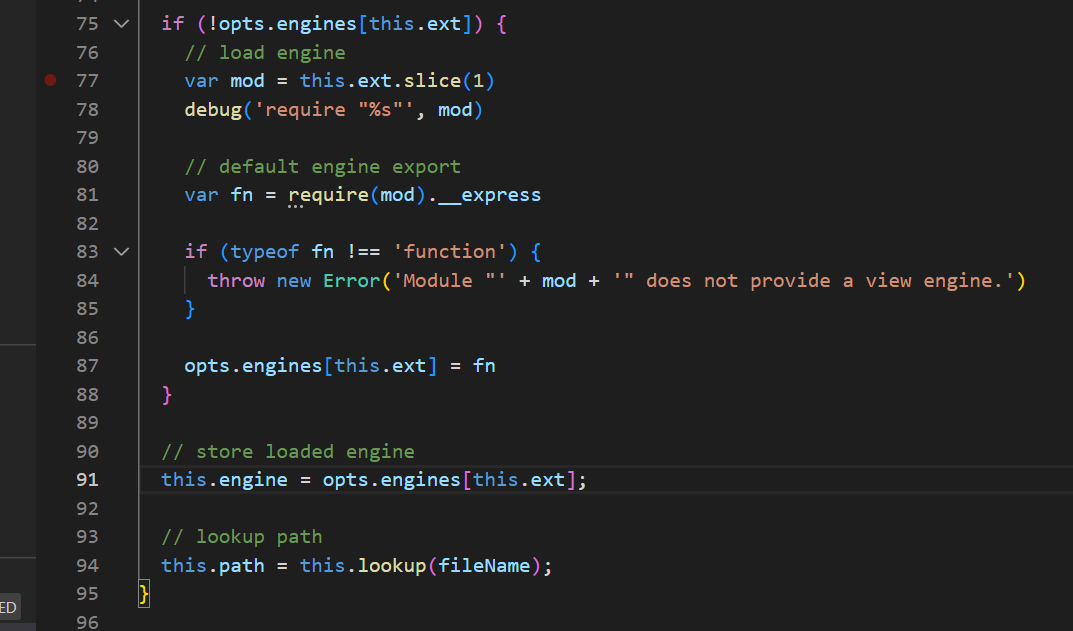 75 if (!opts.engines[this.ext]) {
76 // load engine
77 var mod = this.ext.slice(1)
78 debug('require "%s"', mod)
79
80 // default engine export
81 var fn = require(mod).__express
82
83 if (typeof fn !== 'function') {
84 throw new Error('Module "' + mod + '" does not provide a view engine.')
85 }
86
87 opts.engines[this.ext] = fn
88 }
89
90 // store loaded engine
91 this.engine = opts.engines[this.ext];
92
93 // lookup path
94 this.path = this.lookup(fileName);
95 }
ED
96